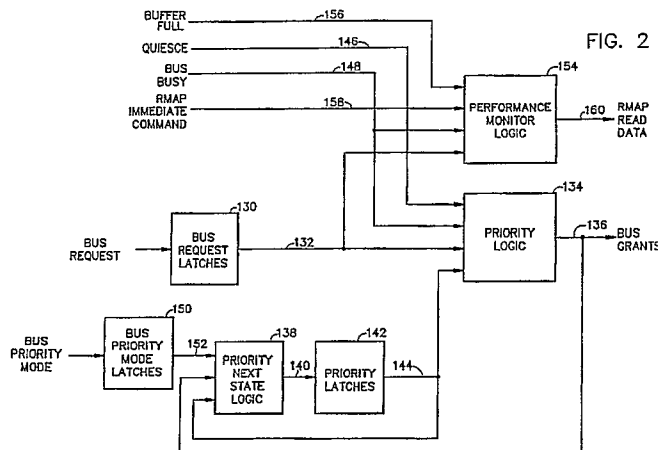 BUFFER
FULL
156
QUIESCE
146
FIG. 2
BUS
BUSY
148
154
RMAP
IMMEDIATE
COMMAND
158
PERFORMANCE
MONITOR
LOGIC
160
RMAP
READ
DATA
130
134
BUS
REQUEST
BUS
REQUEST
LATCHES
132
PRIORITY
LOGIC
136
BUS
GRANTS
150
138
142
BUS
PRIORITY
MODE
BUS
PRIORITY
MODE
LATCHES
152
PRIORITY
NEXT
STATE
LOGIC
140
PRIORITY
LATCHES
144